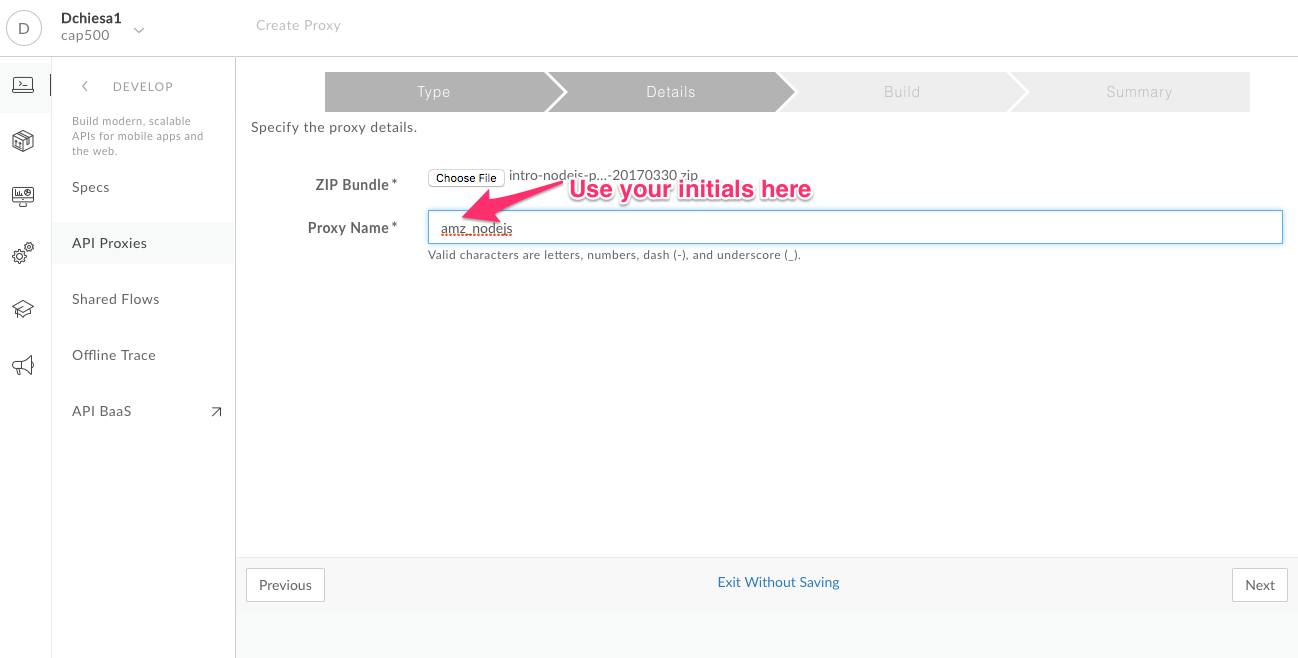 D
Dchiesa1
cap500
Create Proxy
DEVELOP
Build modern, scalable
APIs for mobile apps and
the web.
Specs
API Proxies
Shared Flows
Offline Trace
API BaaS
Type
Details
Build
Summary
Specify the proxy details.
ZIP Bundle*
Choose File
intro-nodejs-p...-20170330.zip
Use your initials here
Proxy Name*
amz_nodejs
Valid characters are letters, numbers, dash (-), and underscore (_).
Previous
Exit Without Saving
Next